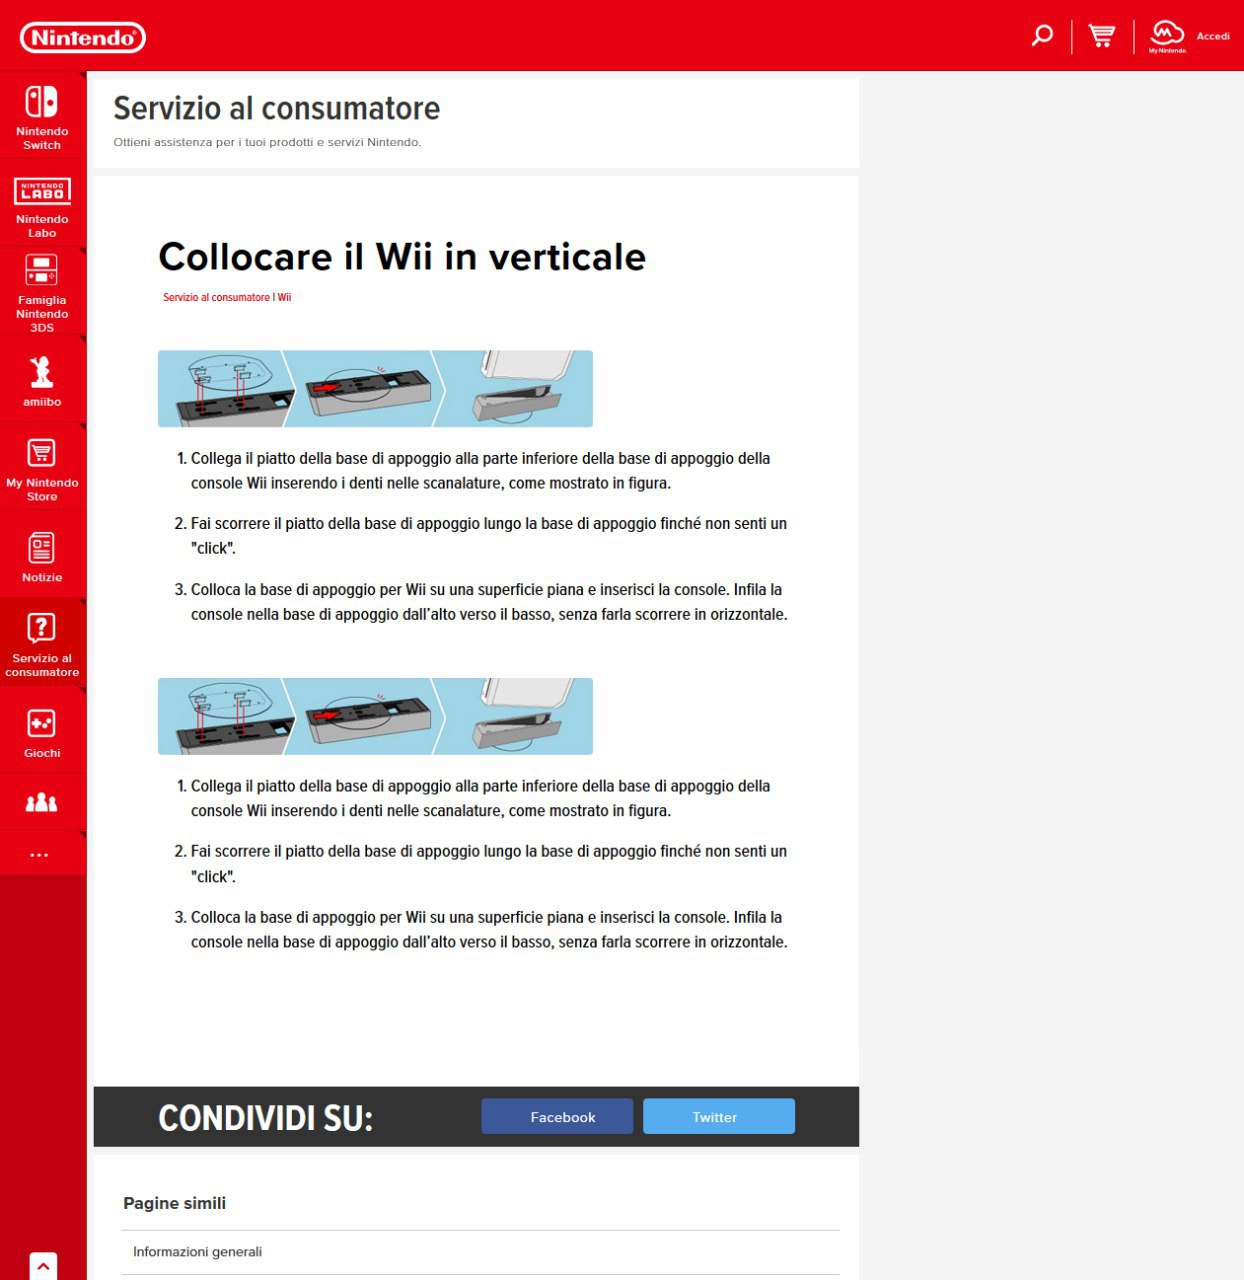 Nintendo
My Nintendo.
Accedi
Nintendo
Switch
NINTENDO
LABO
Nintendo
Labo
Famiglia
Nintendo
3DS
amiibo
My Nintendo
Store
Notizie
Servizio al
consumatore
Giochi
...
Servizio al consumatore
Ottieni assistenza per i tuoi prodotti e servizi Nintendo.
Collocare il Wii in verticale
Servizio al consumatore | Wii
1. Collega il piatto della base di appoggio alla parte inferiore della base di appoggio della
console Wii inserendo i denti nelle scanalature, come mostrato in figura.
2. Fai scorrere il piatto della base di appoggio lungo la base di appoggio finché non senti un
"click".
3. Colloca la base di appoggio per Wii su una superficie piana e inserisci la console. Infila la
console nella base di appoggio dall'alto verso il basso, senza farla scorrere in orizzontale.
1. Collega il piatto della base di appoggio alla parte inferiore della base di appoggio della
console Wii inserendo i denti nelle scanalature, come mostrato in figura.
2. Fai scorrere il piatto della base di appoggio lungo la base di appoggio finché non senti un
"click".
3. Colloca la base di appoggio per Wii su una superficie piana e inserisci la console. Infila la
console nella base di appoggio dall'alto verso il basso, senza farla scorrere in orizzontale.
CONDIVIDI SU:
Facebook
Twitter
Pagine simili
Informazioni generali